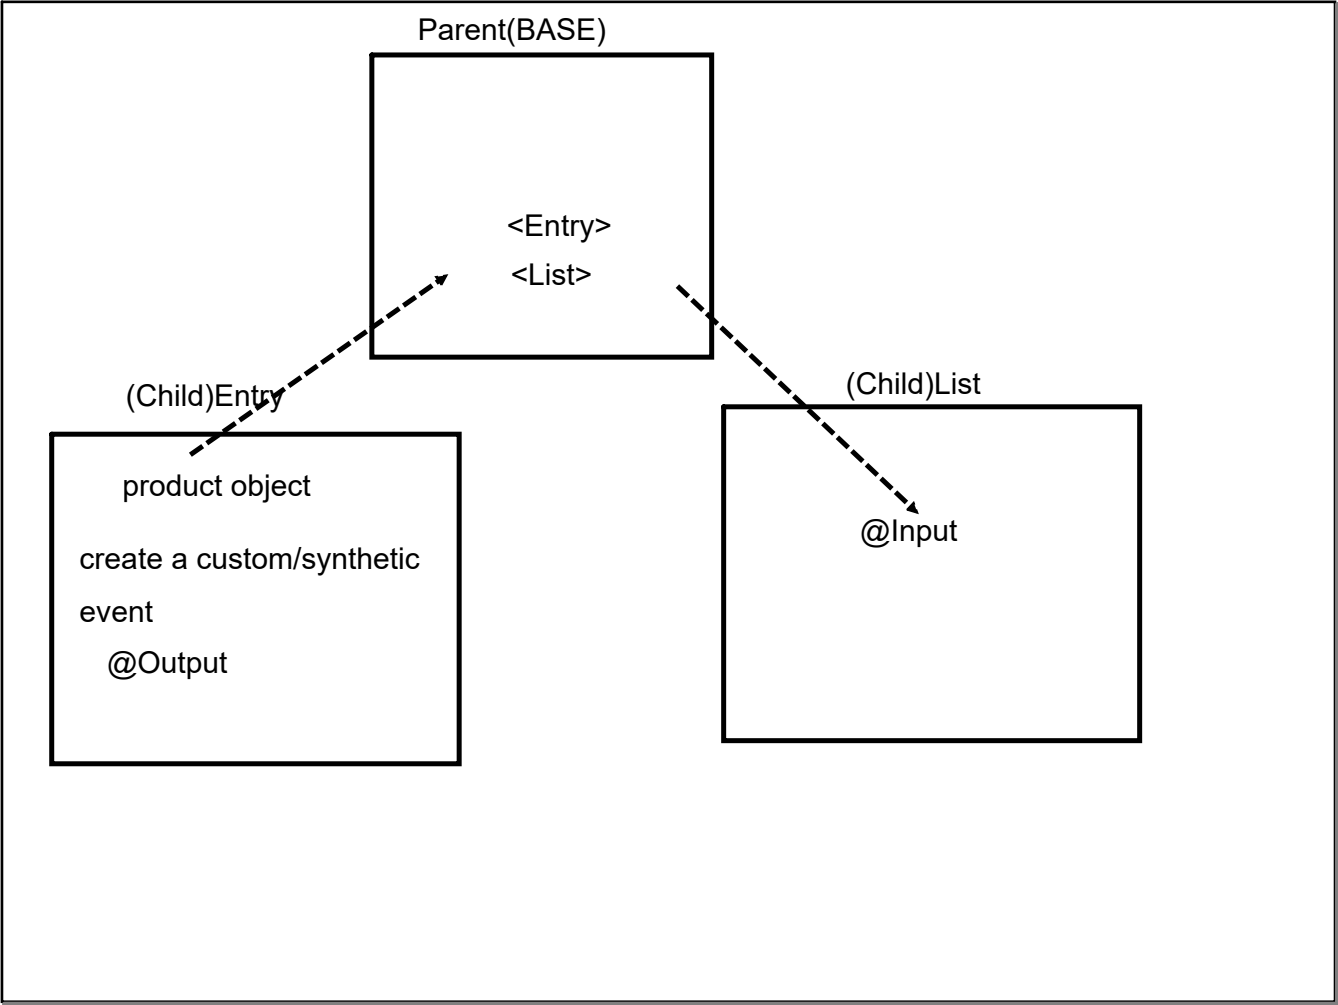 Parent(BASE)
<Entry>
<List>
(Child)Entry
product object
create a custom/synthetic
event
@Output
(Child)List
@Input